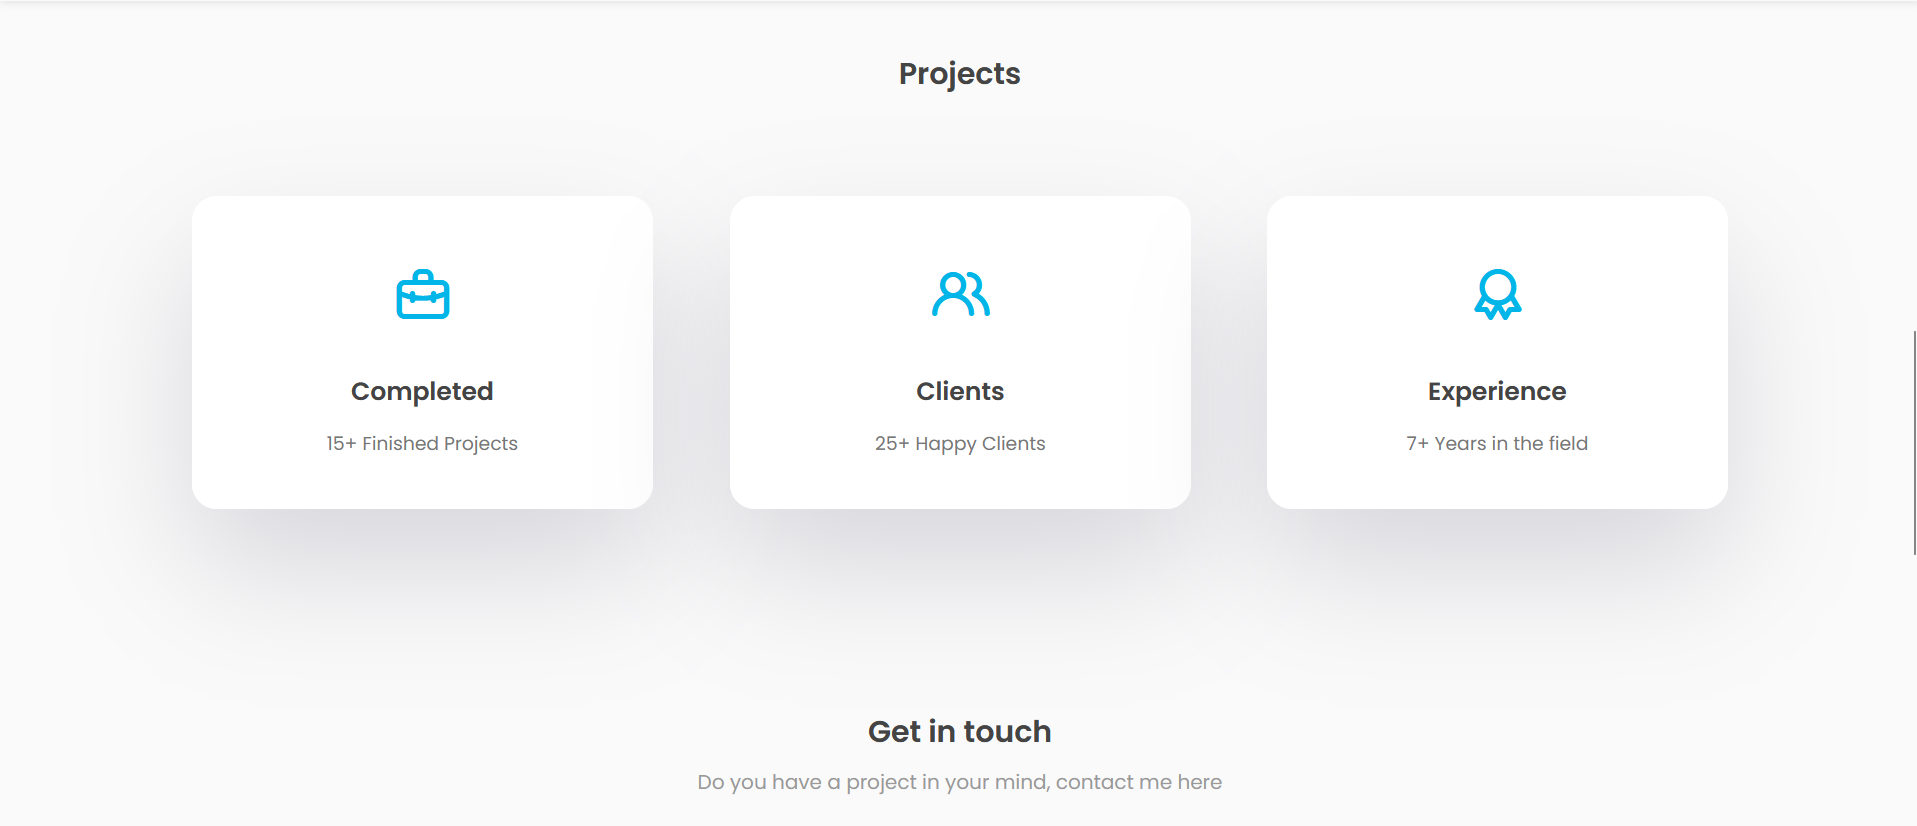 Projects
Completed
15+ Finished Projects
Clients
25+ Happy Clients
Experience
7+ Years in the field
Get in touch
Do you have a project in your mind, contact me here